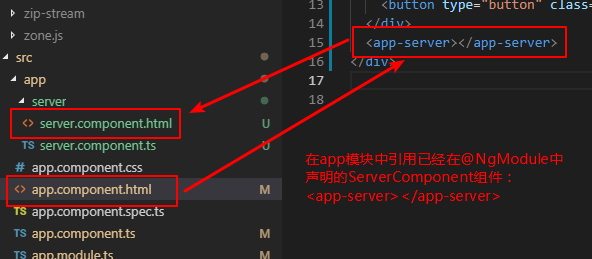 zip-stream
zone.js
src
app
server
<> server.component.html U
TS server.component.ts U
# app.component.css
<> app.component.html M
TS app.component.spec.ts
TS app.component.ts M
TS app.module.ts M
13 <button type="button" clas
14 </div>
15 <app-server></app-server>
16 </div>
17
18
在app模块中引用已经在@NgModule中
声明的ServerComponent组件：
<app-server></app-server>